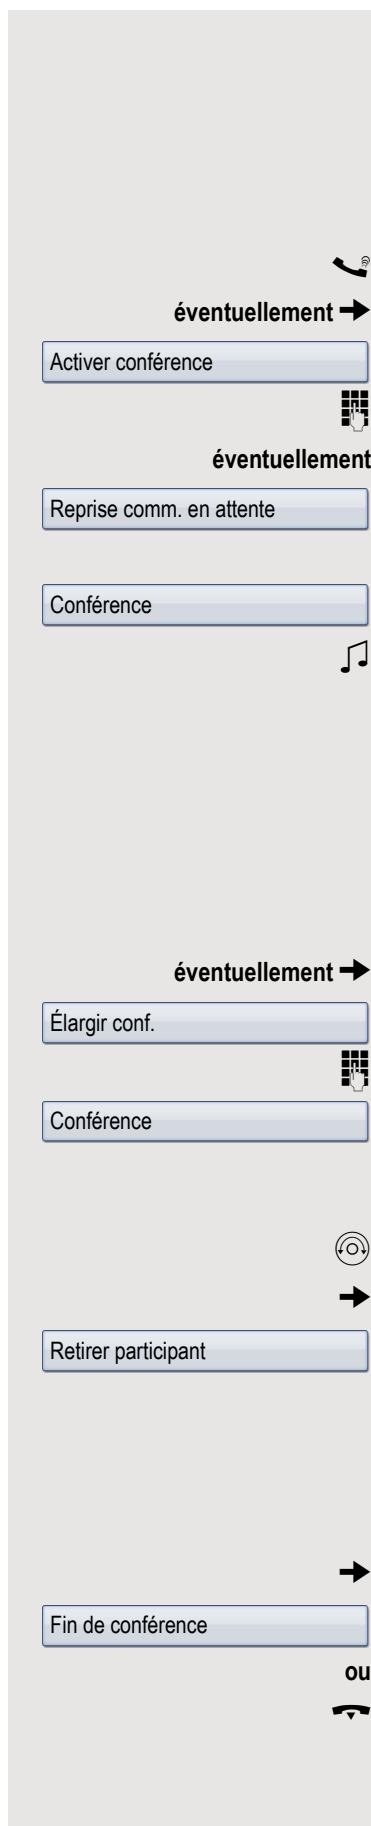 éventuellement
Activer conférence
éventuellement
Reprise comm. en attente
Conférence
éventuellement
Élargir conf.
Conférence
Retirer participant
Fin de conférence
ou